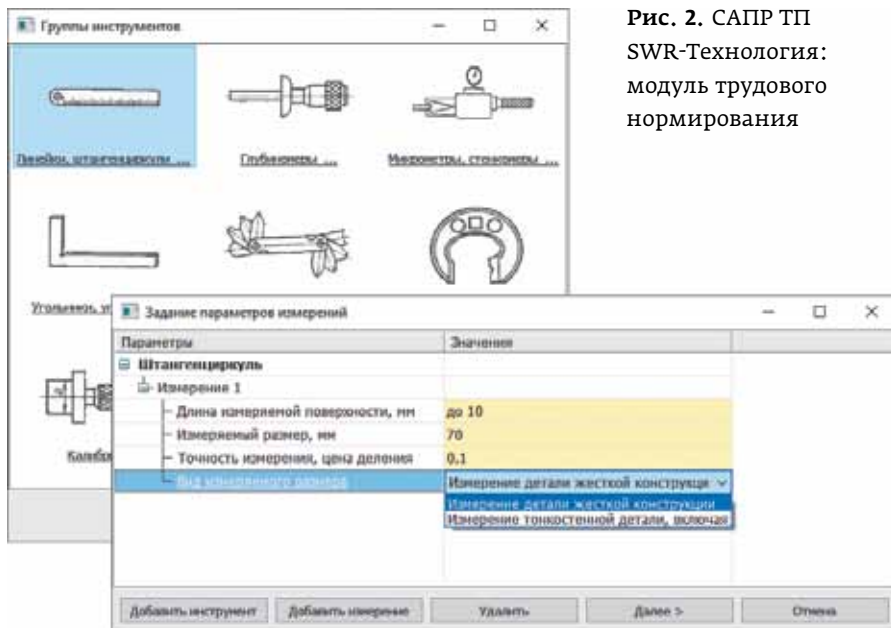 Группы инструментов
Рис. 2. САПР ТП
SWR-Технология:
модуль трудового
нормирования
Линейки, штангенциркули ...
Глубиномеры ...
Микрометры, стенкомеры ...
Угольники, у
Калибр
Задание параметров измерений
Параметры
Значения
Штангенциркуль
Измерение 1
Длина измеряемой поверхности, мм
до 10
Измеряемый размер, мм
70
Точность измерения, цена деления
0.1
Вид измеряемого размера
Измерение детали жесткой конструкци
Измерение детали жесткой конструкции
Измерение тонкостенной детали, включая
Добавить инструмент
Добавить измерение
Удалить
Далее >
Отмена